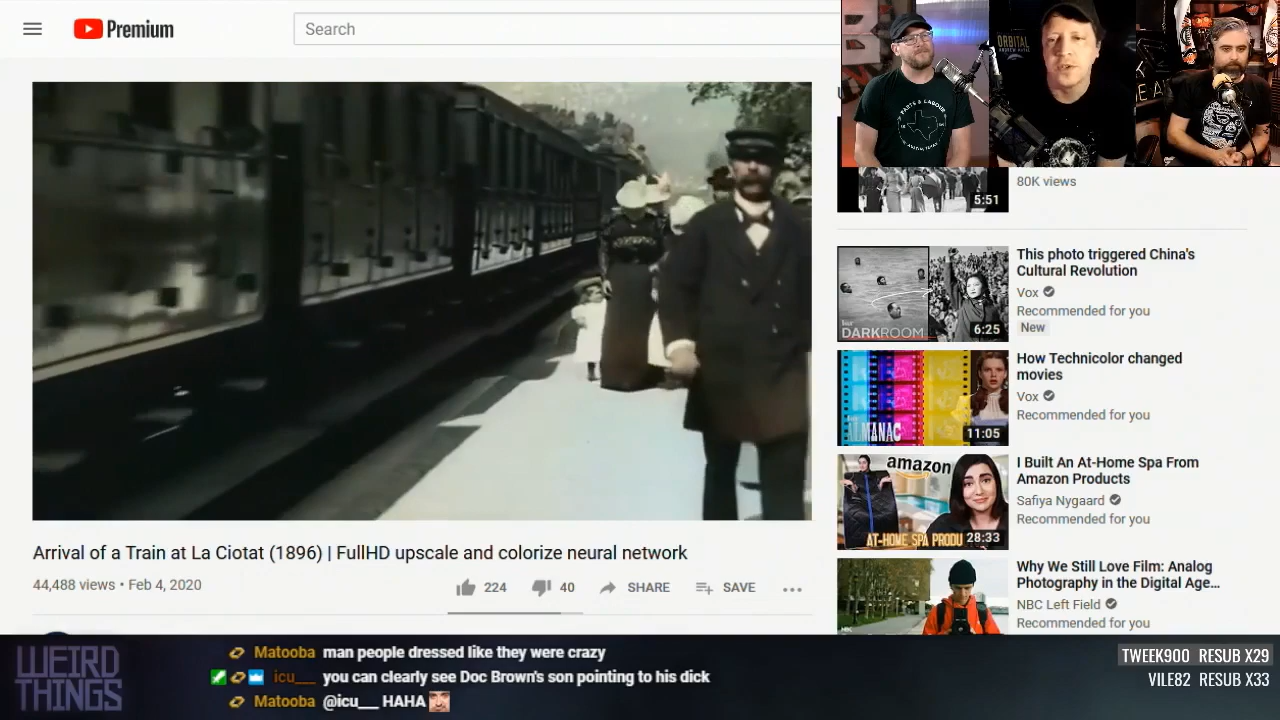 Premium
Search
ORBITAL
PARTS & LABOUR
80K views
5:51
This photo triggered China's
Cultural Revolution
Vox
Recommended for you
New
DARKROOM
6:25
How Technicolor changed
movies
Vox
Recommended for you
ALMANAC
11:05
I Built An At-Home Spa From
Amazon Products
Safiya Nygaard
Recommended for you
amazon
AT-HOME SPA PRODU
28:33
Why We Still Love Film: Analog
Photography in the Digital Age...
NBC Left Field
Recommended for you
Arrival of a Train at La Ciotat (1896) | FullHD upscale and colorize neural network
44,488 views • Feb 4, 2020
224
40
SHARE
SAVE
WEIRD
THINGS
Matooba man people dressed like they were crazy
icu__ you can clearly see Doc Brown's son pointing to his dick
Matooba @icu__ HAHA
TWEEK900 RESUB X29
VILE82 RESUB X33